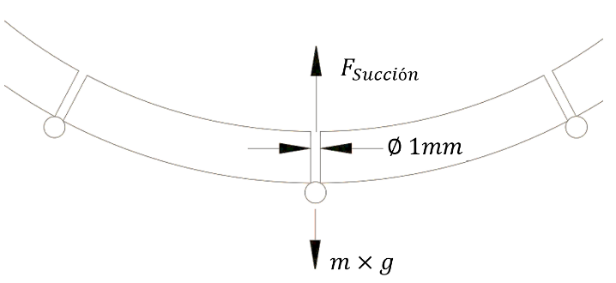 F_Succión
Ø 1mm
m × g